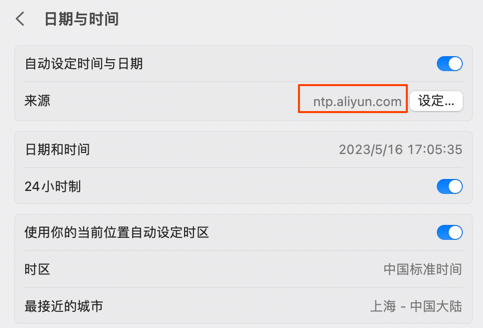 日期与时间
自动设定时间与日期
来源 ntp.aliyun.com 设定...
日期和时间 2023/5/16 17:05:35
24小时制
使用你的当前位置自动设定时区
时区 中国标准时间
最接近的城市 上海 - 中国大陆